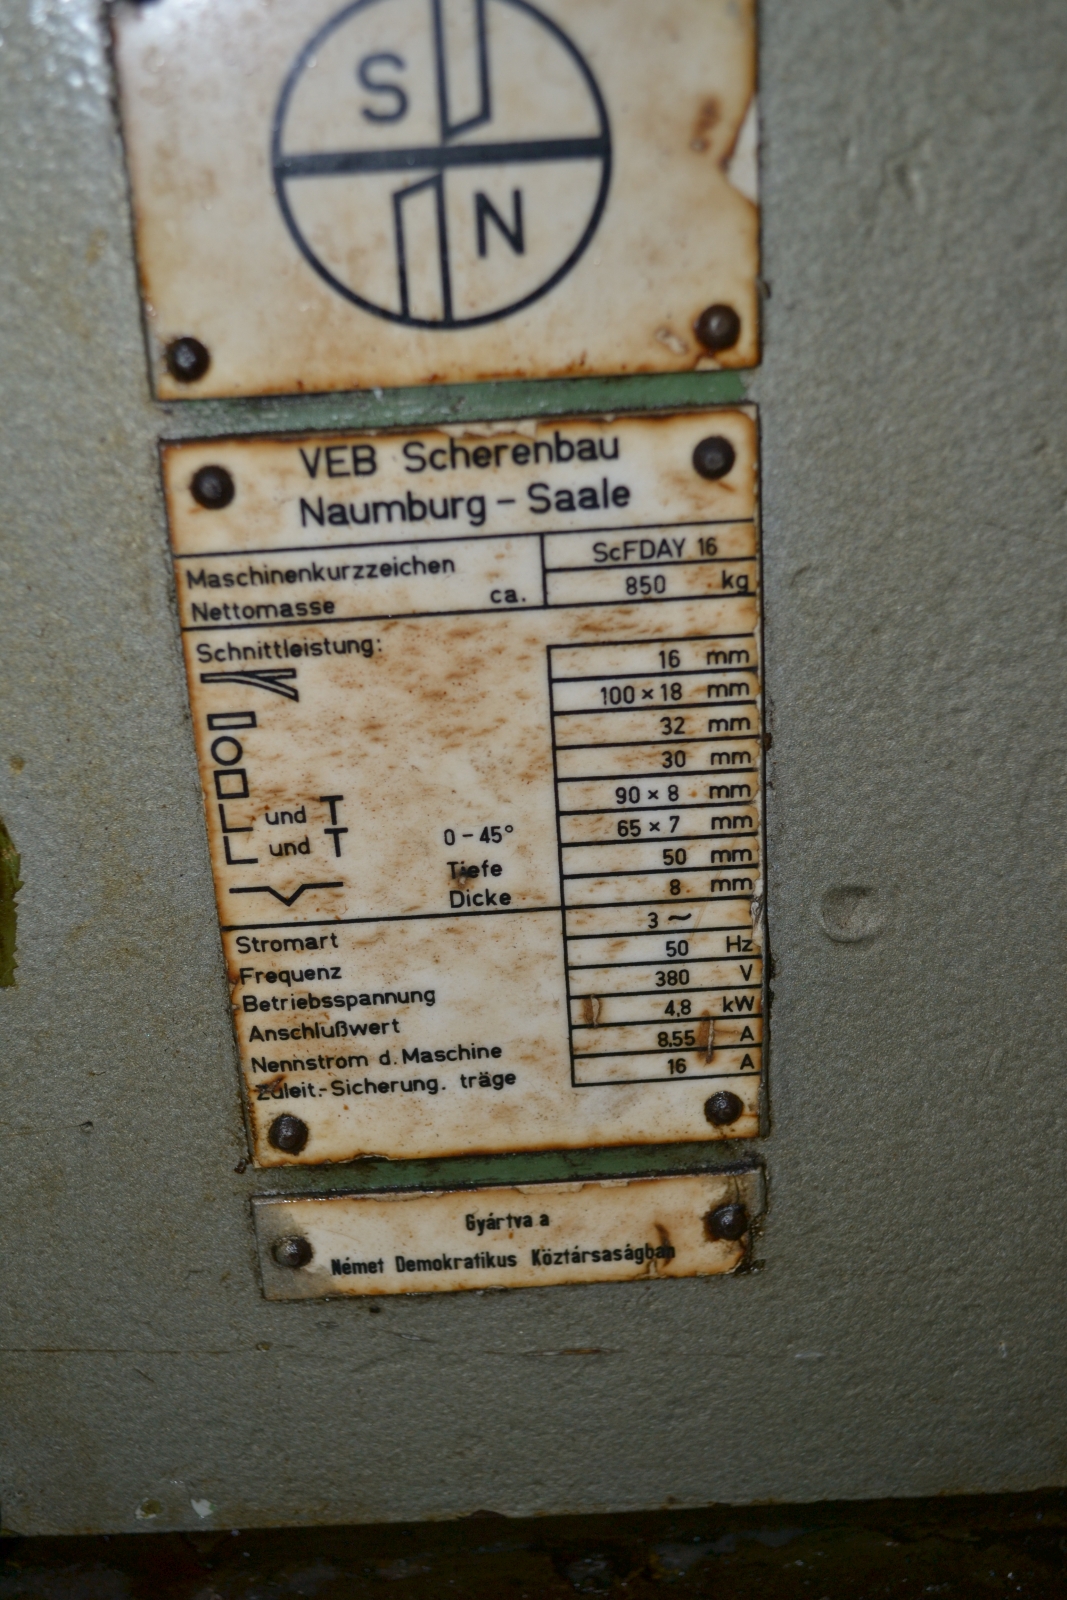 S
N
VEB Scherenbau
Naumburg – Saale
Maschinenkurzzeichen ScFDAY 16
Nettomasse ca. 850 kg
Schnittleistung:
16 mm
100 × 18 mm
32 mm
30 mm
und T 90 × 8 mm
und T 0 – 45° 65 × 7 mm
Tiefe 50 mm
Dicke 8 mm
Stromart 3 ~
Frequenz 50 Hz
Betriebsspannung 380 V
Anschlußwert 4,8 kW
Nennstrom d. Maschine 8.55 A
Zuleit.-Sicherung. träge 16 A
Gyártva a
Német Demokratikus Köztársaságban